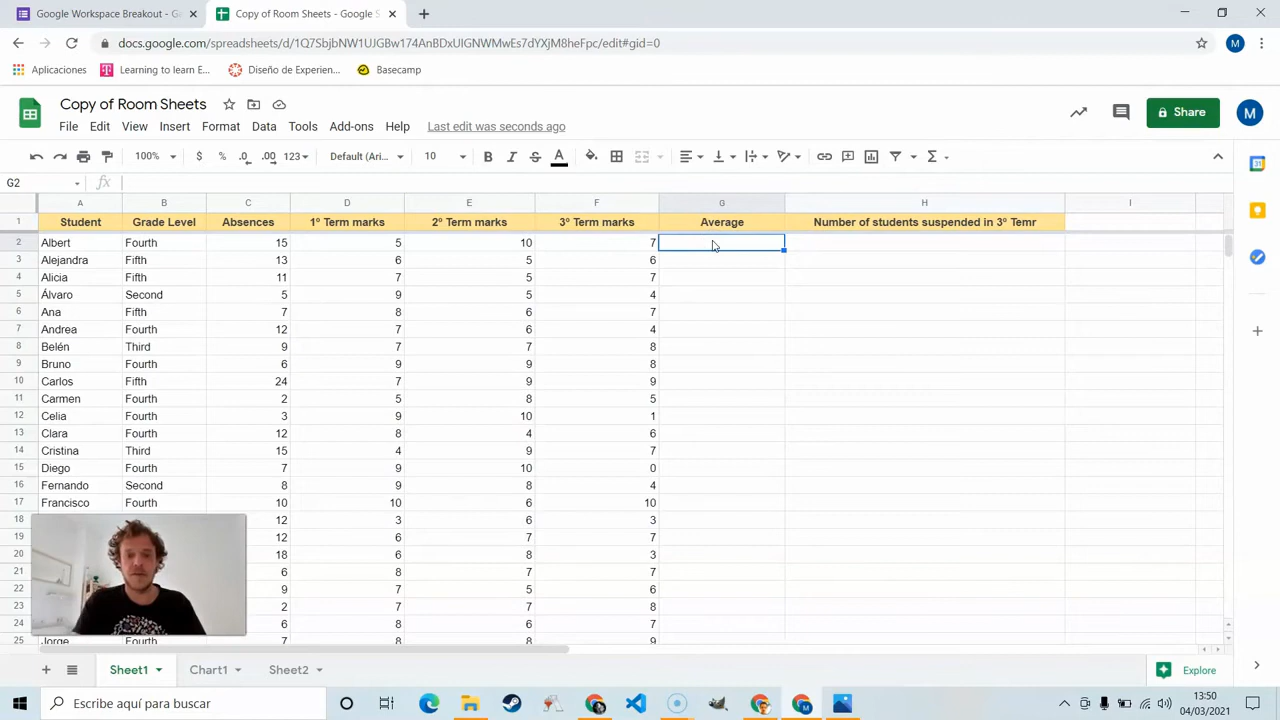 Google Workspace Breakout - G
Copy of Room Sheets - Google S
docs.google.com/spreadsheets/d/1Q7SbjbNW1UJGBw174AnBDxUIGNWMwEs7dYXjM8heFpc/edit#gid=0
M
Aplicaciones
Learning to learn E...
Diseño de Experien...
Basecamp
Copy of Room Sheets
Share
M
File Edit View Insert Format Data Tools Add-ons Help Last edit was seconds ago
100% $ % .0 .00 123 Default (Ari... 10 B I S A Σ
G2 fx
A B C D E F G H I
1 Student Grade Level Absences 1º Term marks 2º Term marks 3º Term marks Average Number of students suspended in 3º Temr
2 Albert Fourth 15 5 10 7
3 Alejandra Fifth 13 6 5 6
4 Alicia Fifth 11 7 5 7
5 Álvaro Second 5 9 5 4
6 Ana Fifth 7 8 6 7
7 Andrea Fourth 12 7 6 4
8 Belén Third 9 7 7 8
9 Bruno Fourth 6 9 9 8
10 Carlos Fifth 24 7 9 9
11 Carmen Fourth 2 5 8 5
12 Celia Fourth 3 9 10 1
13 Clara Fourth 12 8 4 6
14 Cristina Third 15 4 9 7
15 Diego Fourth 7 9 10 0
16 Fernando Second 8 9 8 4
17 Francisco Fourth 10 10 6 10
18 12 3 6 3
19 12 6 7 7
20 18 6 8 3
21 6 8 7 7
22 9 7 5 6
23 2 7 7 8
24 6 8 6 7
25 Jorge Fourth 7 8 8 9
Sheet1 Chart1 Sheet2 Explore
Escribe aquí para buscar
13:50
04/03/2021